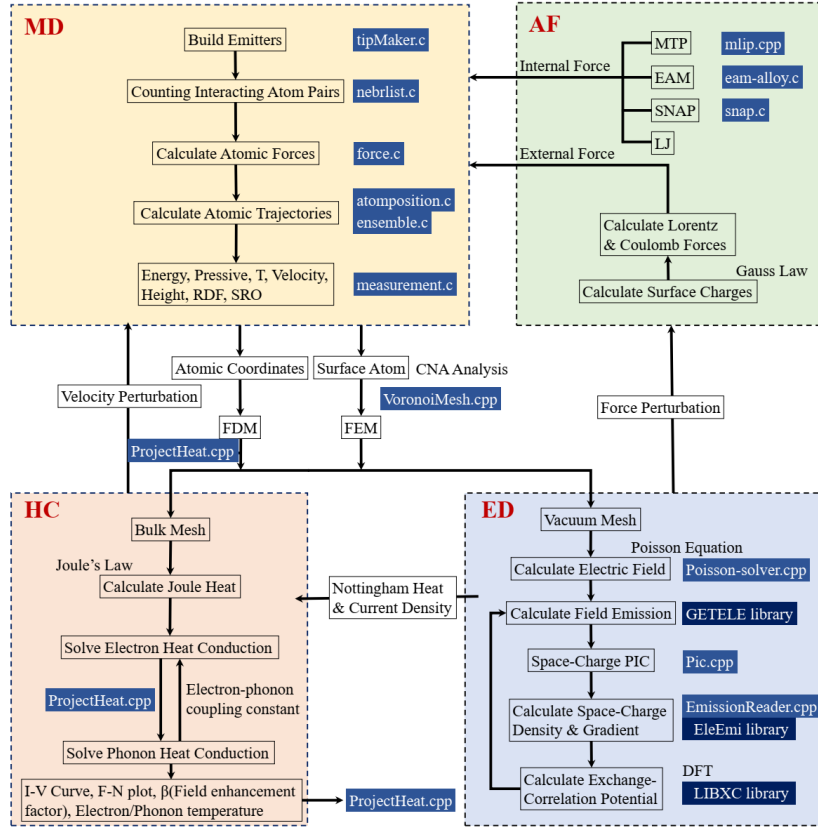 MD
Build Emitters
tipMaker.c
Counting Interacting Atom Pairs
nebrlist.c
Calculate Atomic Forces
force.c
Calculate Atomic Trajectories
atomposition.c
ensemble.c
Energy, Pressive, T, Velocity,
Height, RDF, SRO
measurement.c
AF
Internal Force
MTP
mlip.cpp
EAM
eam-alloy.c
SNAP
snap.c
LJ
External Force
Calculate Lorentz
& Coulomb Forces
Gauss Law
Calculate Surface Charges
Atomic Coordinates
Surface Atom
CNA Analysis
Velocity Perturbation
VoronoiMesh.cpp
Force Perturbation
FDM
FEM
ProjectHeat.cpp
HC
Bulk Mesh
Joule's Law
Calculate Joule Heat
Solve Electron Heat Conduction
ProjectHeat.cpp
Electron-phonon
coupling constant
Solve Phonon Heat Conduction
I-V Curve, F-N plot, β(Field enhancement
factor), Electron/Phonon temperature
ProjectHeat.cpp
Nottingham Heat
& Current Density
ED
Vacuum Mesh
Poisson Equation
Calculate Electric Field
Poisson-solver.cpp
Calculate Field Emission
GETELE library
Space-Charge PIC
Pic.cpp
Calculate Space-Charge
Density & Gradient
EmissionReader.cpp
EleEmi library
Calculate Exchange-
Correlation Potential
DFT
LIBXC library